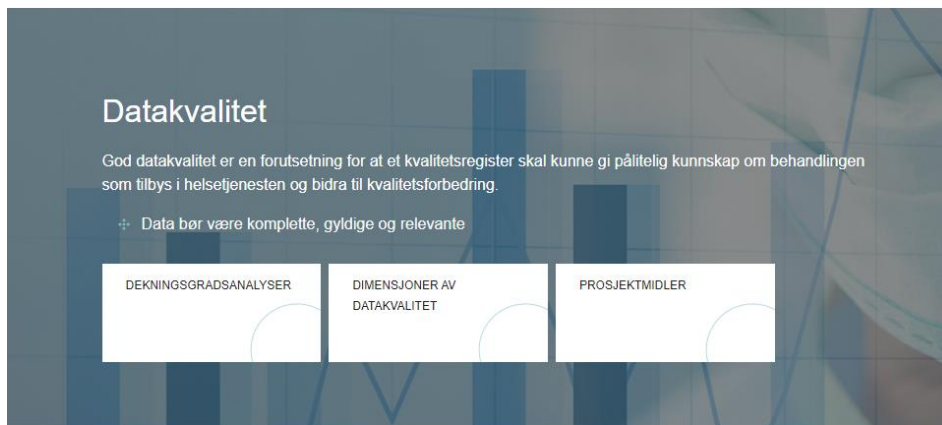 Datakvalitet
God datakvalitet er en forutsetning for at et kvalitetsregister skal kunne gi pålitelig kunnskap om behandlingen
som tilbys i helsetjenesten og bidra til kvalitetsforbedring.
Data bør være komplette, gyldige og relevante
DEKNINGSGRADSANALYSER
DIMENSJONER AV
DATAKVALITET
PROSJEKTMIDLER